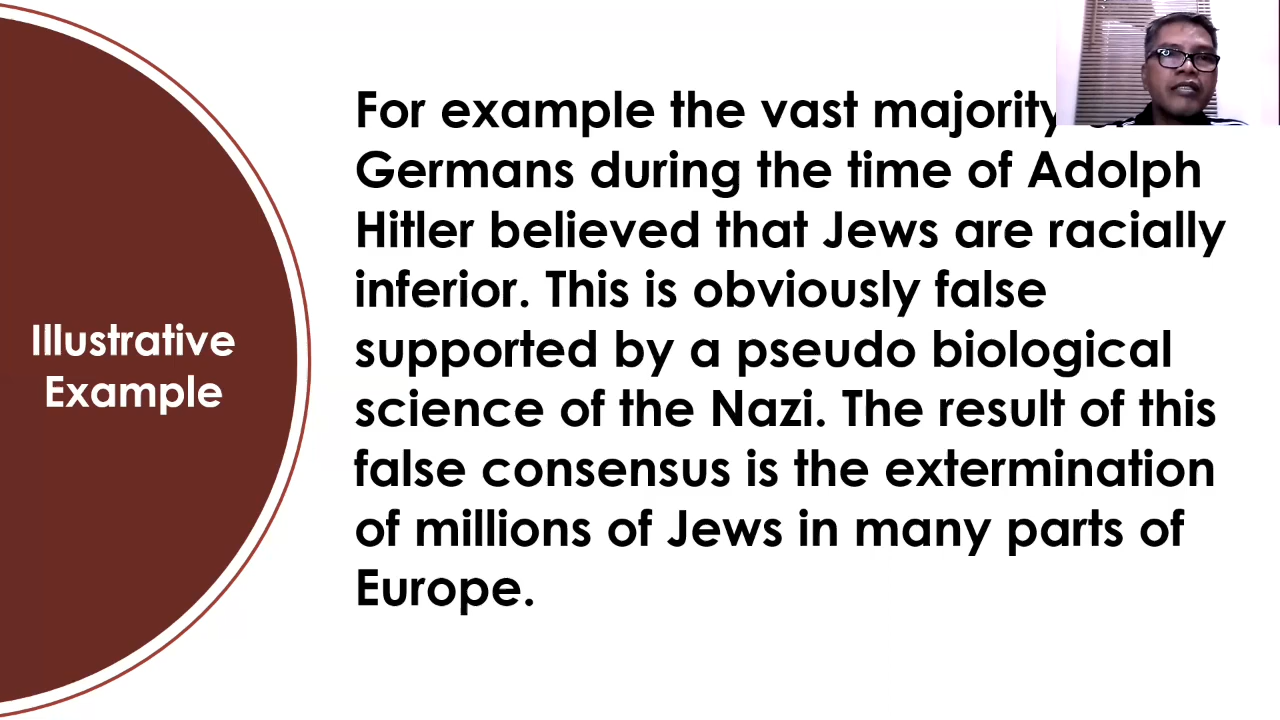 Illustrative
Example
For example the vast majority
Germans during the time of Adolph
Hitler believed that Jews are racially
inferior. This is obviously false
supported by a pseudo biological
science of the Nazi. The result of this
false consensus is the extermination
of millions of Jews in many parts of
Europe.